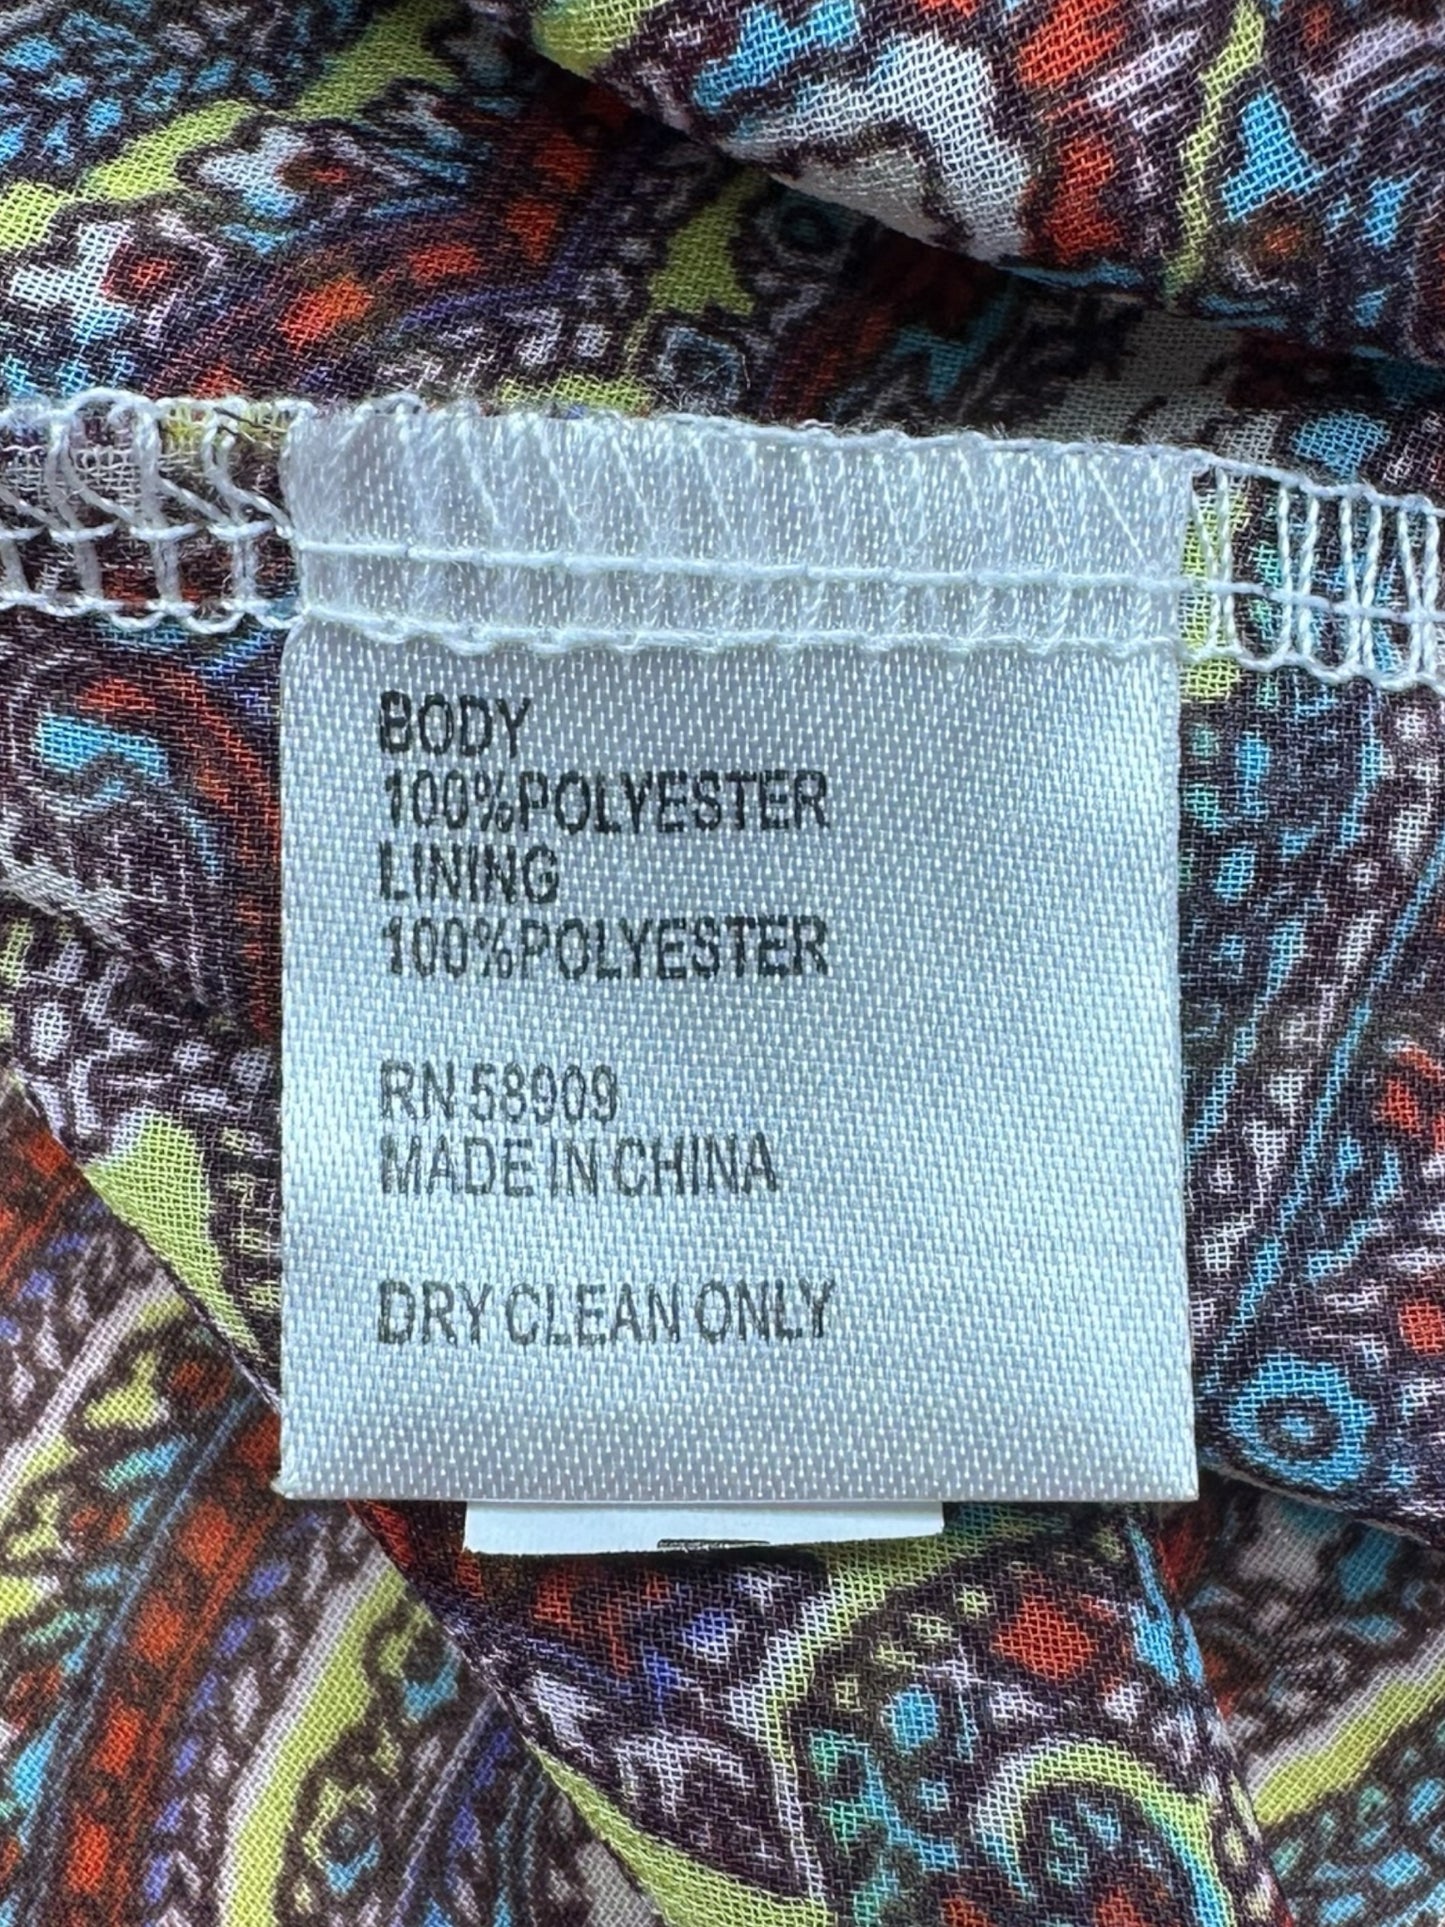 BODY
100%POLYESTER
LINING
100%POLYESTER
RN 58909
MADE IN CHINA
DRY CLEAN ONLY